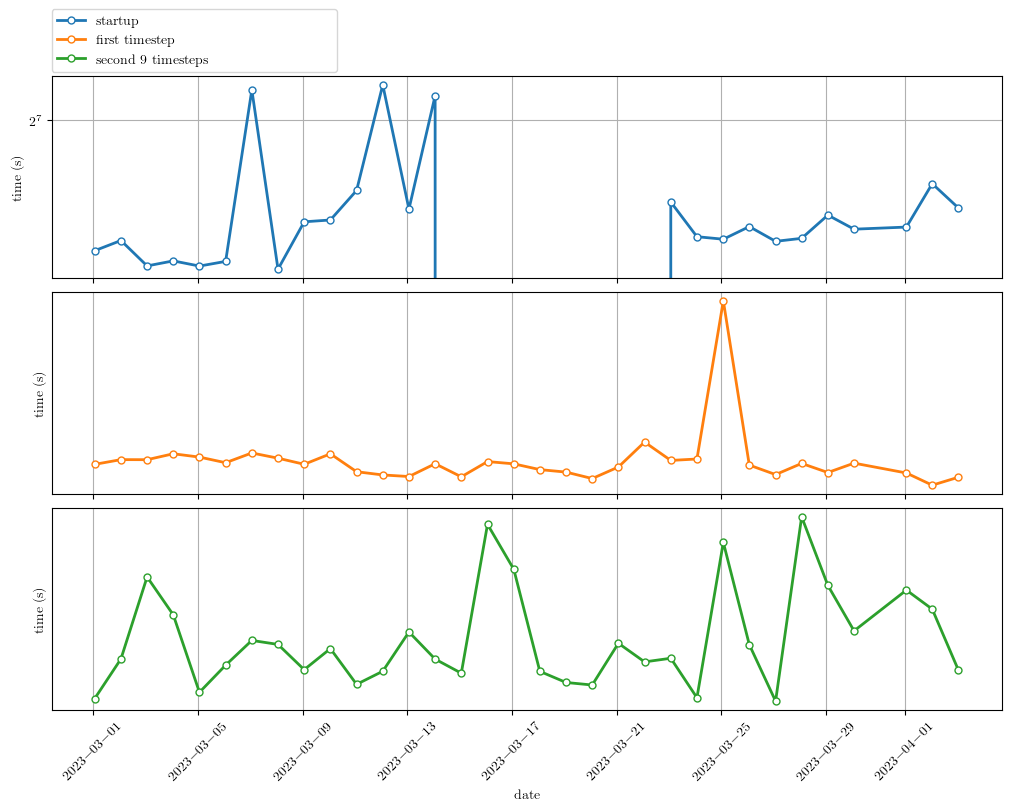 startup
first timestep
second 9 timesteps
2^7
time (s)
time (s)
time (s)
2023−03−01
2023−03−05
2023−03−09
2023−03−13
2023−03−17
2023−03−21
2023−03−25
2023−03−29
2023−04−01
date